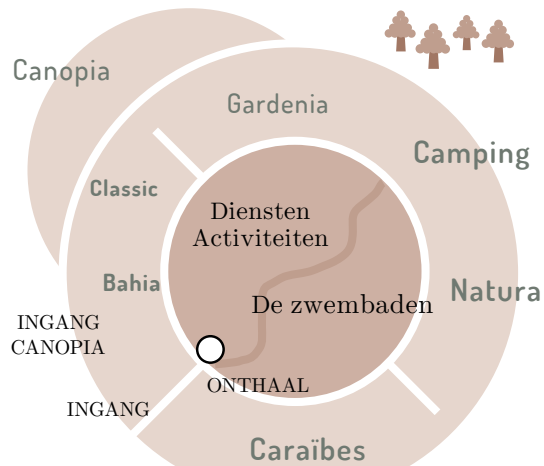 Canopia
Gardenia
Camping
Classic
Diensten
Activiteiten
Bahia
Natura
De zwembaden
INGANG
CANOPIA
ONTHAAL
INGANG
Caraïbes